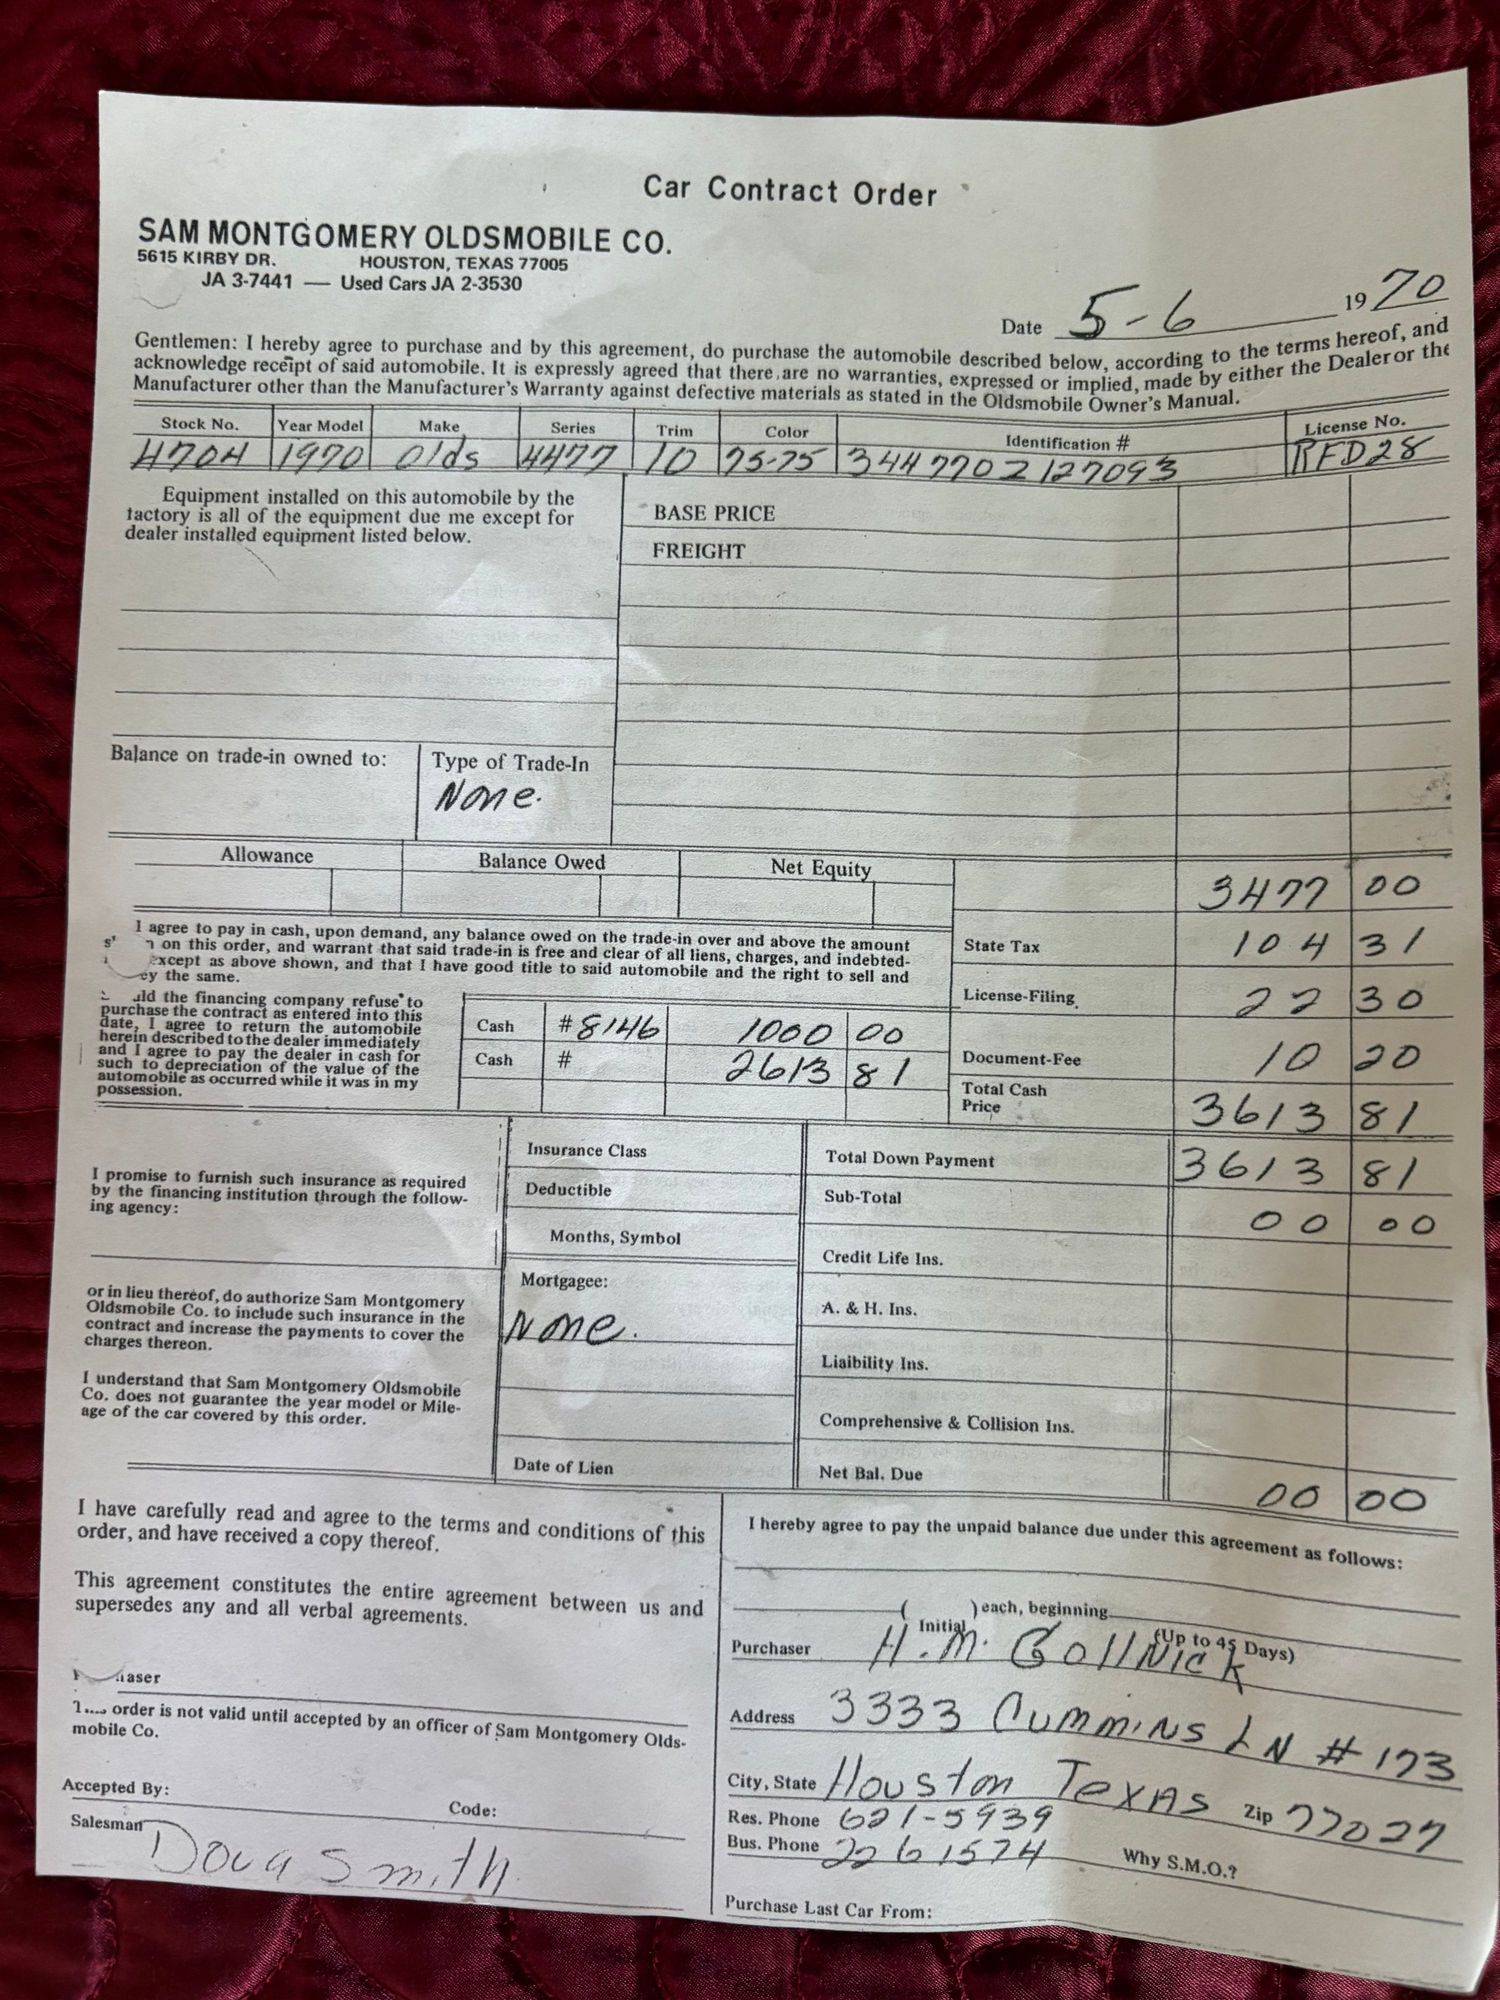 Car Contract Order
SAM MONTGOMERY OLDSMOBILE CO.
5615 KIRBY DR. HOUSTON, TEXAS 77005
JA 3-7441 — Used Cars JA 2-3530
Date 5-6 1970
Gentlemen: I hereby agree to purchase and by this agreement, do purchase the automobile described below, according to the terms hereof, and
acknowledge receipt of said automobile. It is expressly agreed that there are no warranties, expressed or implied, made by either the Dealer or the
Manufacturer other than the Manufacturer's Warranty against defective materials as stated in the Oldsmobile Owner's Manual.
Stock No. Year Model Make Series Trim Color Identification # License No.
4704 1970 Olds 4477 10 75-75 344770Z127093 RFD28
Equipment installed on this automobile by the
factory is all of the equipment due me except for
dealer installed equipment listed below.
BASE PRICE
FREIGHT
Balance on trade-in owned to:
Type of Trade-In
None.
Allowance Balance Owed Net Equity
3477 00
I agree to pay in cash, upon demand, any balance owed on the trade-in over and above the amount
on this order, and warrant that said trade-in is free and clear of all liens, charges, and indebted-
except as above shown, and that I have good title to said automobile and the right to sell and
the same.
State Tax 104 31
License-Filing 22 30
Document-Fee 10 20
Total Cash
Price 3613 81
the financing company refuse to
purchase the contract as entered into this
date, I agree to return the automobile
herein described to the dealer immediately
and I agree to pay the dealer in cash for
such to depreciation of the value of the
automobile as occurred while it was in my
possession.
Cash #8146 1000 00
Cash # 2613 81
I promise to furnish such insurance as required
by the financing institution through the follow-
ing agency:
or in lieu thereof, do authorize Sam Montgomery
Oldsmobile Co. to include such insurance in the
contract and increase the payments to cover the
charges thereon.
I understand that Sam Montgomery Oldsmobile
Co. does not guarantee the year model or Mile-
age of the car covered by this order.
Insurance Class
Deductible
Months, Symbol
Mortgagee:
None.
Date of Lien
Total Down Payment 3613 81
Sub-Total 00 00
Credit Life Ins.
A. & H. Ins.
Liaibility Ins.
Comprehensive & Collision Ins.
Net Bal. Due 00 00
I have carefully read and agree to the terms and conditions of this
order, and have received a copy thereof.
This agreement constitutes the entire agreement between us and
supersedes any and all verbal agreements.
order is not valid until accepted by an officer of Sam Montgomery Olds-
mobile Co.
Accepted By: Code:
Salesman Doug Smith
I hereby agree to pay the unpaid balance due under this agreement as follows:
( ) each, beginning
Initial (Up to 45 Days)
Purchaser H.M. Gollnick
Address 3333 Cummins LN # 173
City, State Houston Texas Zip 77027
Res. Phone 621-5939
Bus. Phone 2261574 Why S.M.O.?
Purchase Last Car From: